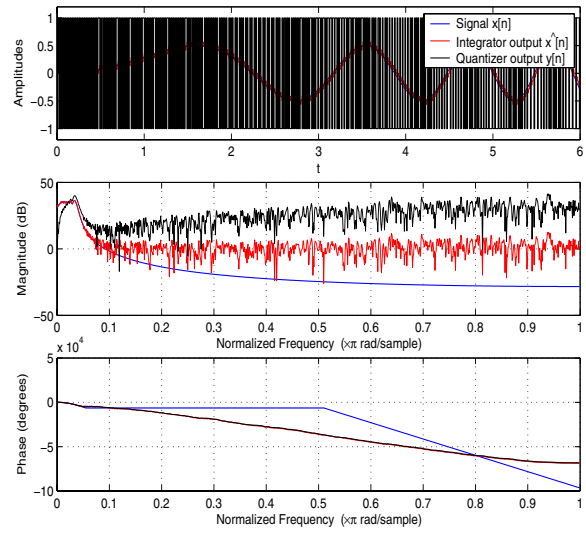 1
0.5
0
-0.5
-1
Amplitudes
Signal x[n]
Integrator output x^[n]
Quantizer output y[n]
0 1 2 3 4 5 6
t
50
0
-50
Magnitude (dB)
0 0.1 0.2 0.3 0.4 0.5 0.6 0.7 0.8 0.9 1
Normalized Frequency (×π rad/sample)
x 10^4
5
0
-5
-10
Phase (degrees)
0 0.1 0.2 0.3 0.4 0.5 0.6 0.7 0.8 0.9 1
Normalized Frequency (×π rad/sample)